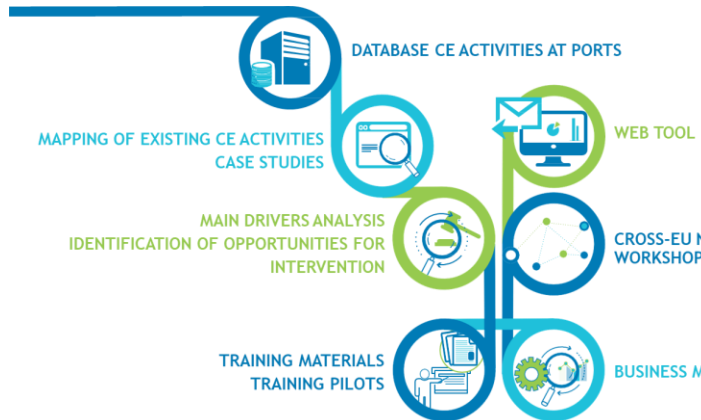 DATABASE CE ACTIVITIES AT PORTS
MAPPING OF EXISTING CE ACTIVITIES
CASE STUDIES
WEB TOOL
MAIN DRIVERS ANALYSIS
IDENTIFICATION OF OPPORTUNITIES FOR
INTERVENTION
CROSS-EU
WORKSHOP
TRAINING MATERIALS
TRAINING PILOTS
BUSINESS